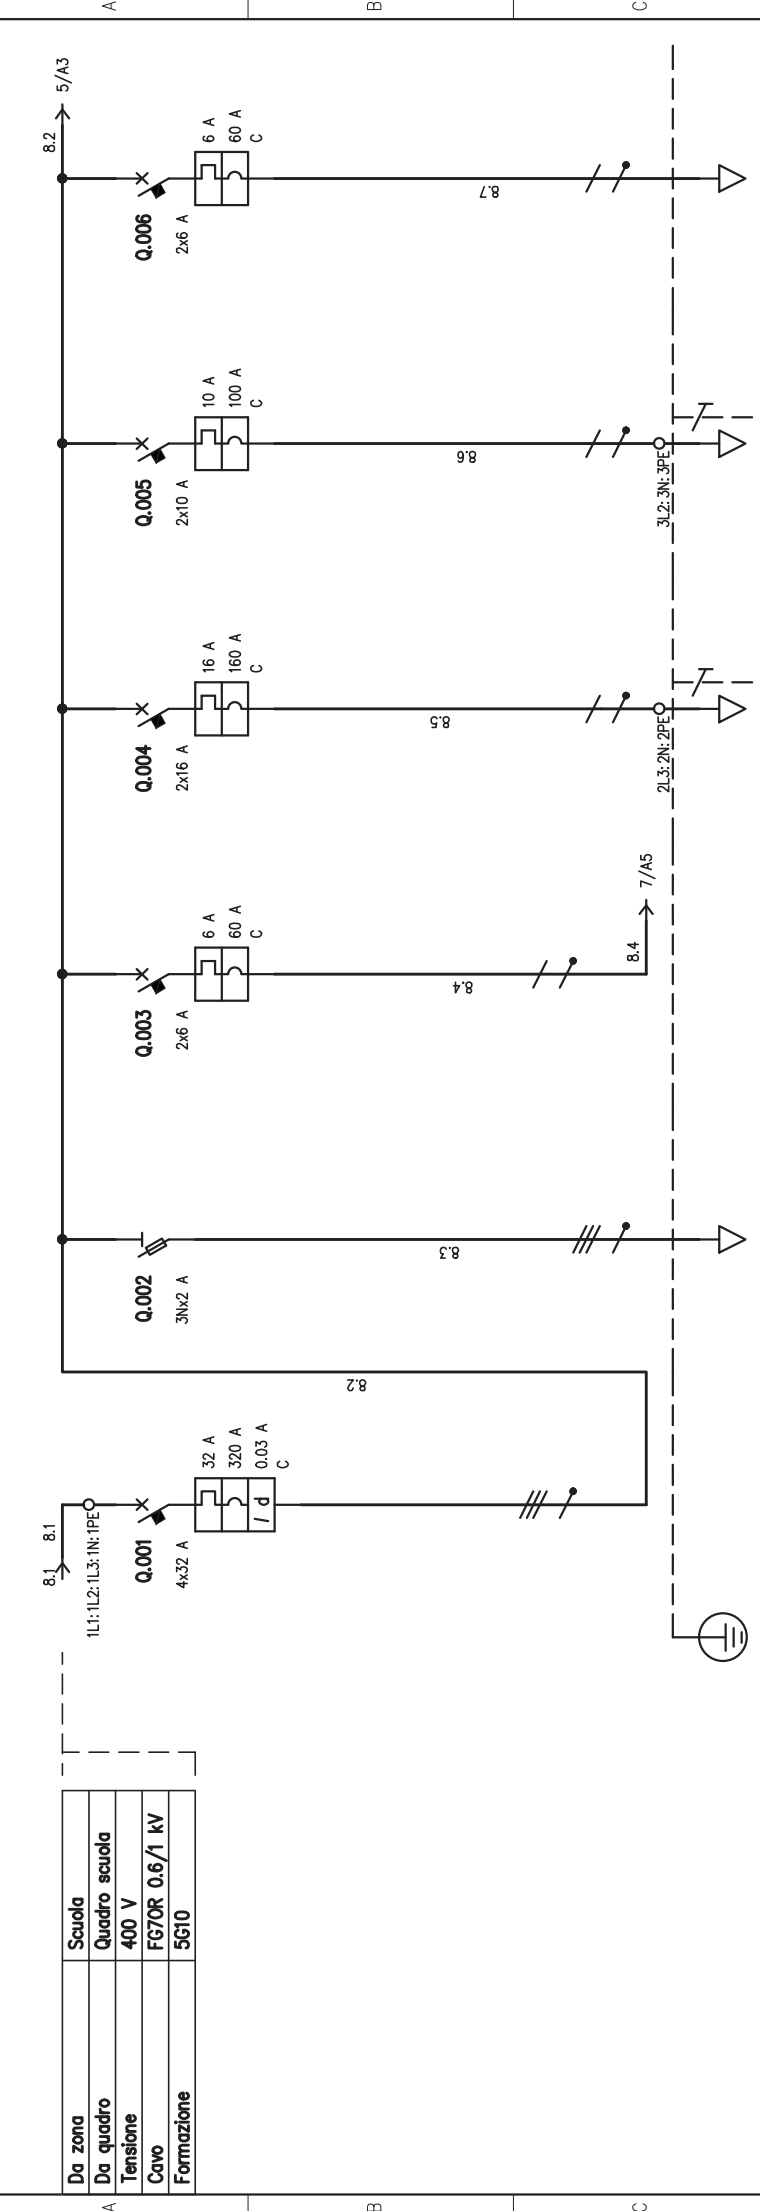 A
B
C
Da zona Scuola
Da quadro Quadro scuola
Tensione 400 V
Cavo FG7OR 0.6/1 kV
Formazione 5G10
8.1
8.1
1L1:1L2:1L3:1N:1PE
Q.001
4x32 A
32 A
320 A
0.03 A
C
I d
8.2
Q.002
3Nx2 A
8.3
Q.003
2x6 A
6 A
60 A
C
8.4
8.4
7/A5
Q.004
2x16 A
16 A
160 A
C
8.5
2L3:2N:2PE
Q.005
2x10 A
10 A
100 A
C
8.6
3L2:3N:3PE
Q.006
2x6 A
6 A
60 A
C
8.7
8.2
5/A3
A
B
C